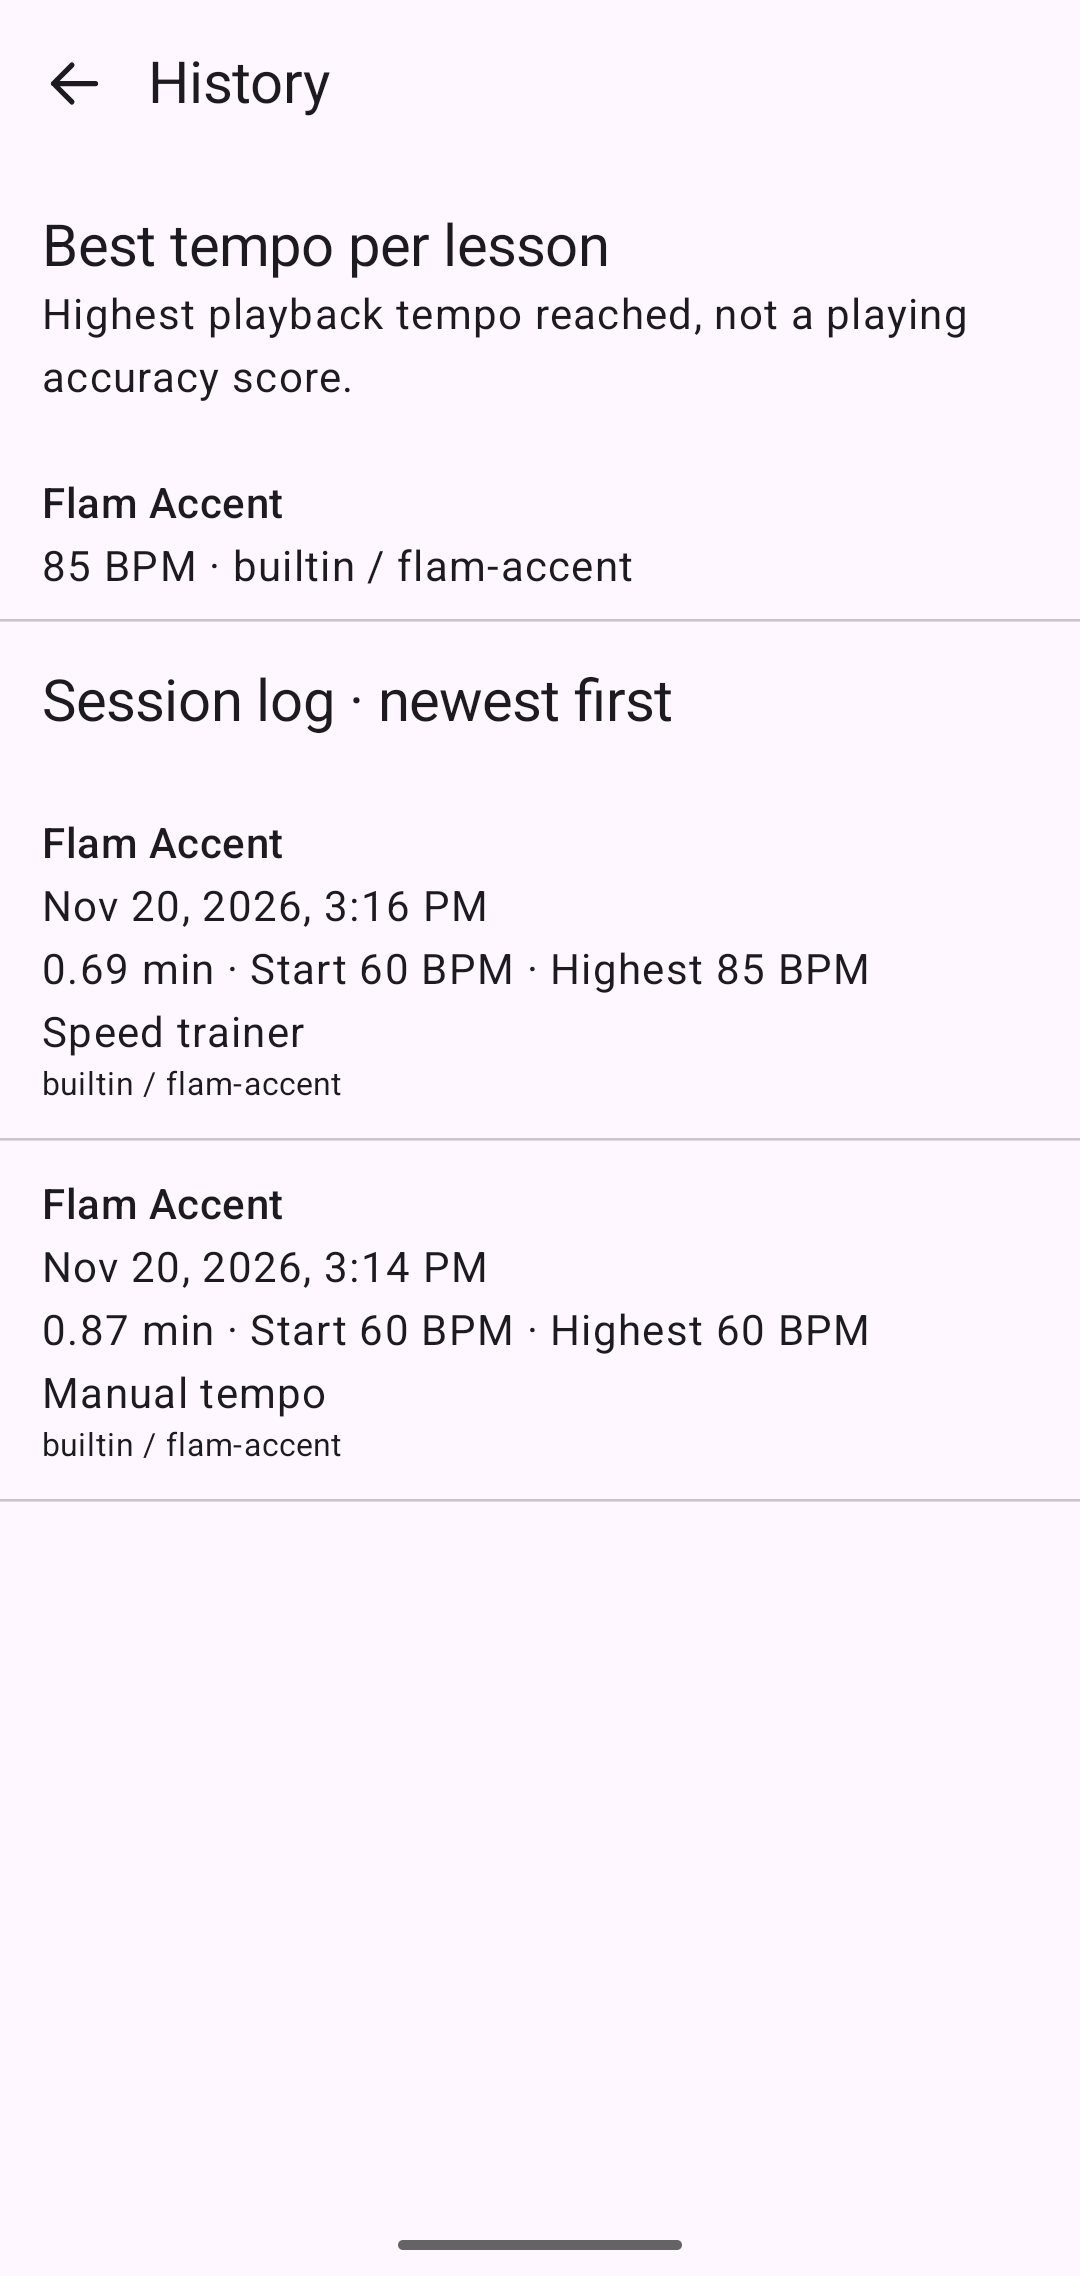 History
Best tempo per lesson
Highest playback tempo reached, not a playing
accuracy score.
Flam Accent
85 BPM · builtin / flam-accent
Session log · newest first
Flam Accent
Nov 20, 2026, 3:16 PM
0.69 min · Start 60 BPM · Highest 85 BPM
Speed trainer
builtin / flam-accent
Flam Accent
Nov 20, 2026, 3:14 PM
0.87 min · Start 60 BPM · Highest 60 BPM
Manual tempo
builtin / flam-accent